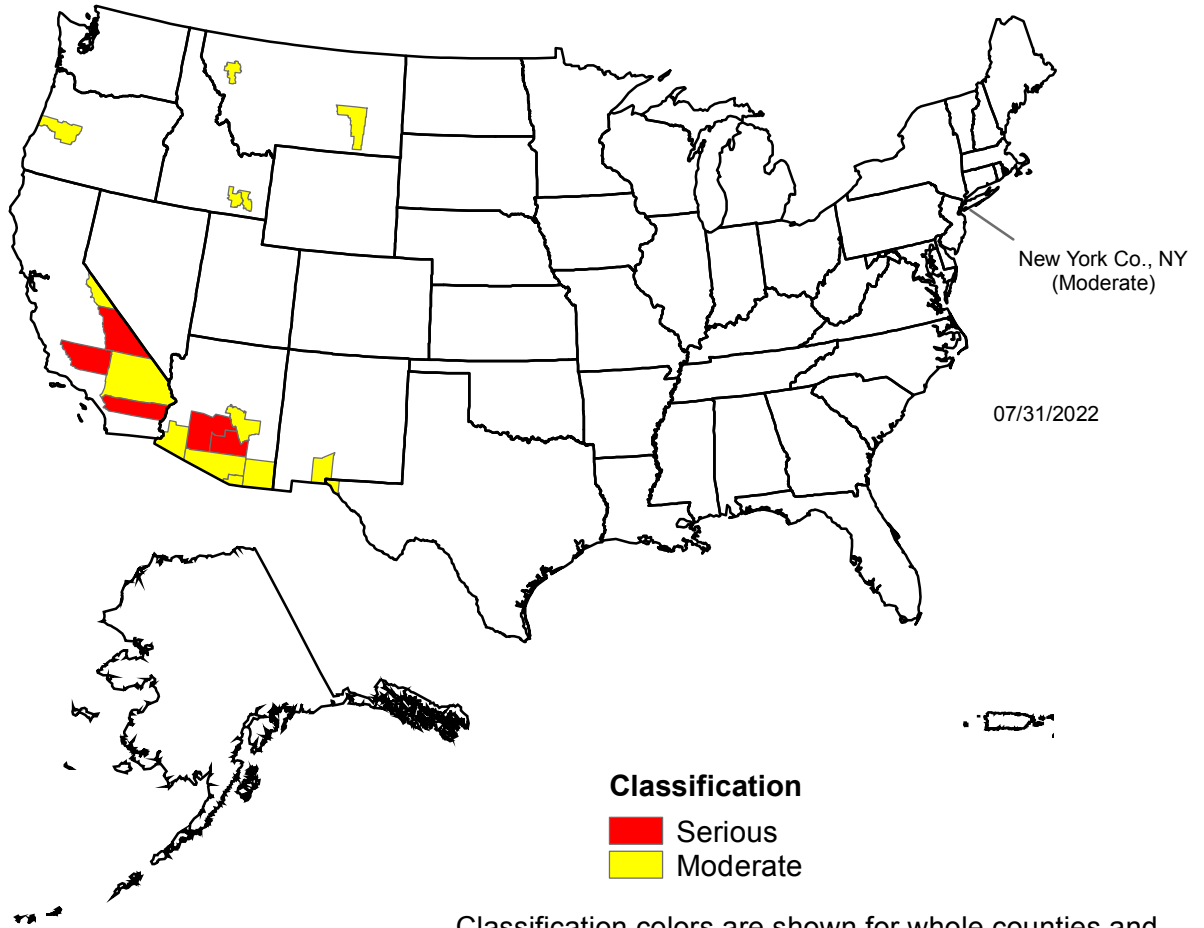 New York Co., NY
(Moderate)
07/31/2022
Classification
Serious
Moderate
Classification colors are shown for whole counties and